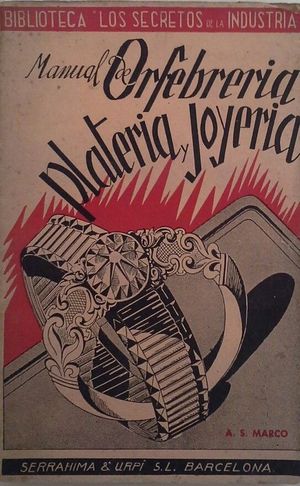 BIBLIOTECA "LOS SECRETOS DE LA INDUSTRIA"
Manual de Orfebreria
plateria y Joyeria
A. S. MARCO
SERRAHIMA & URPÍ S.L. BARCELONA